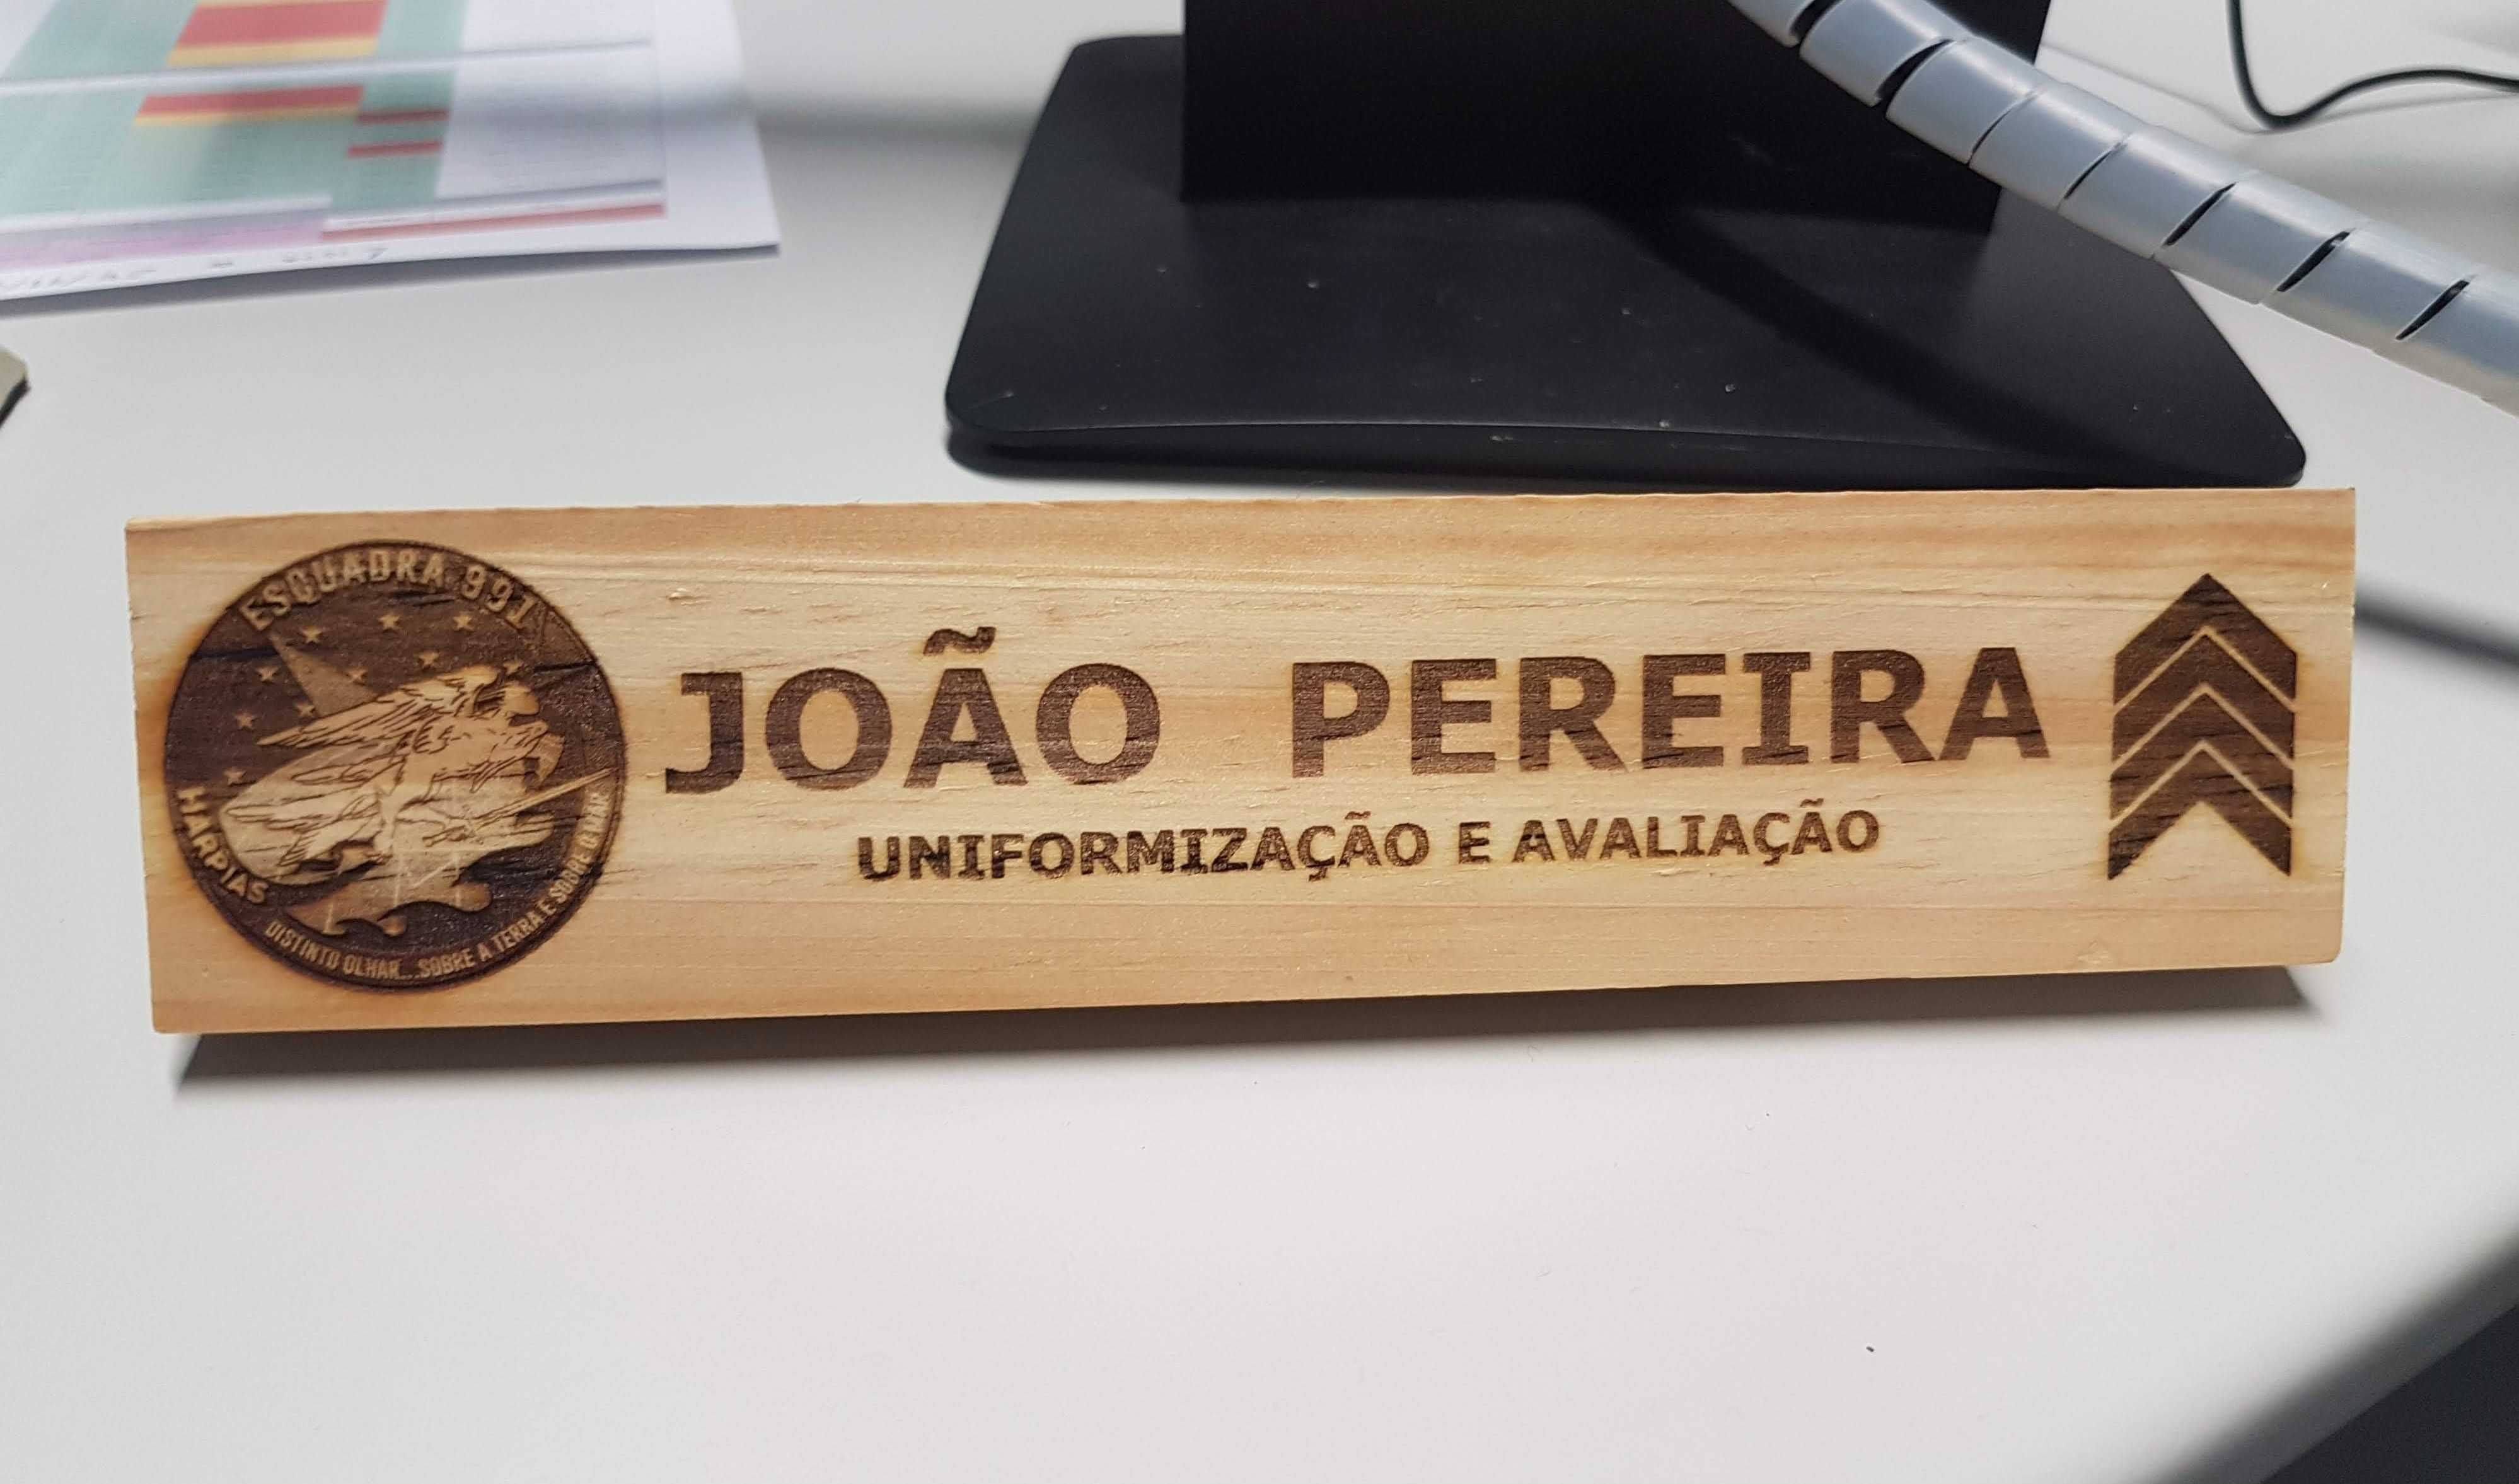 ESQUADRA 991
HARPIAS
DISTINTO OLHAR...SOBRE A TERRA E SOBRE O MAR
JOÃO PEREIRA
UNIFORMIZAÇÃO E AVALIAÇÃO